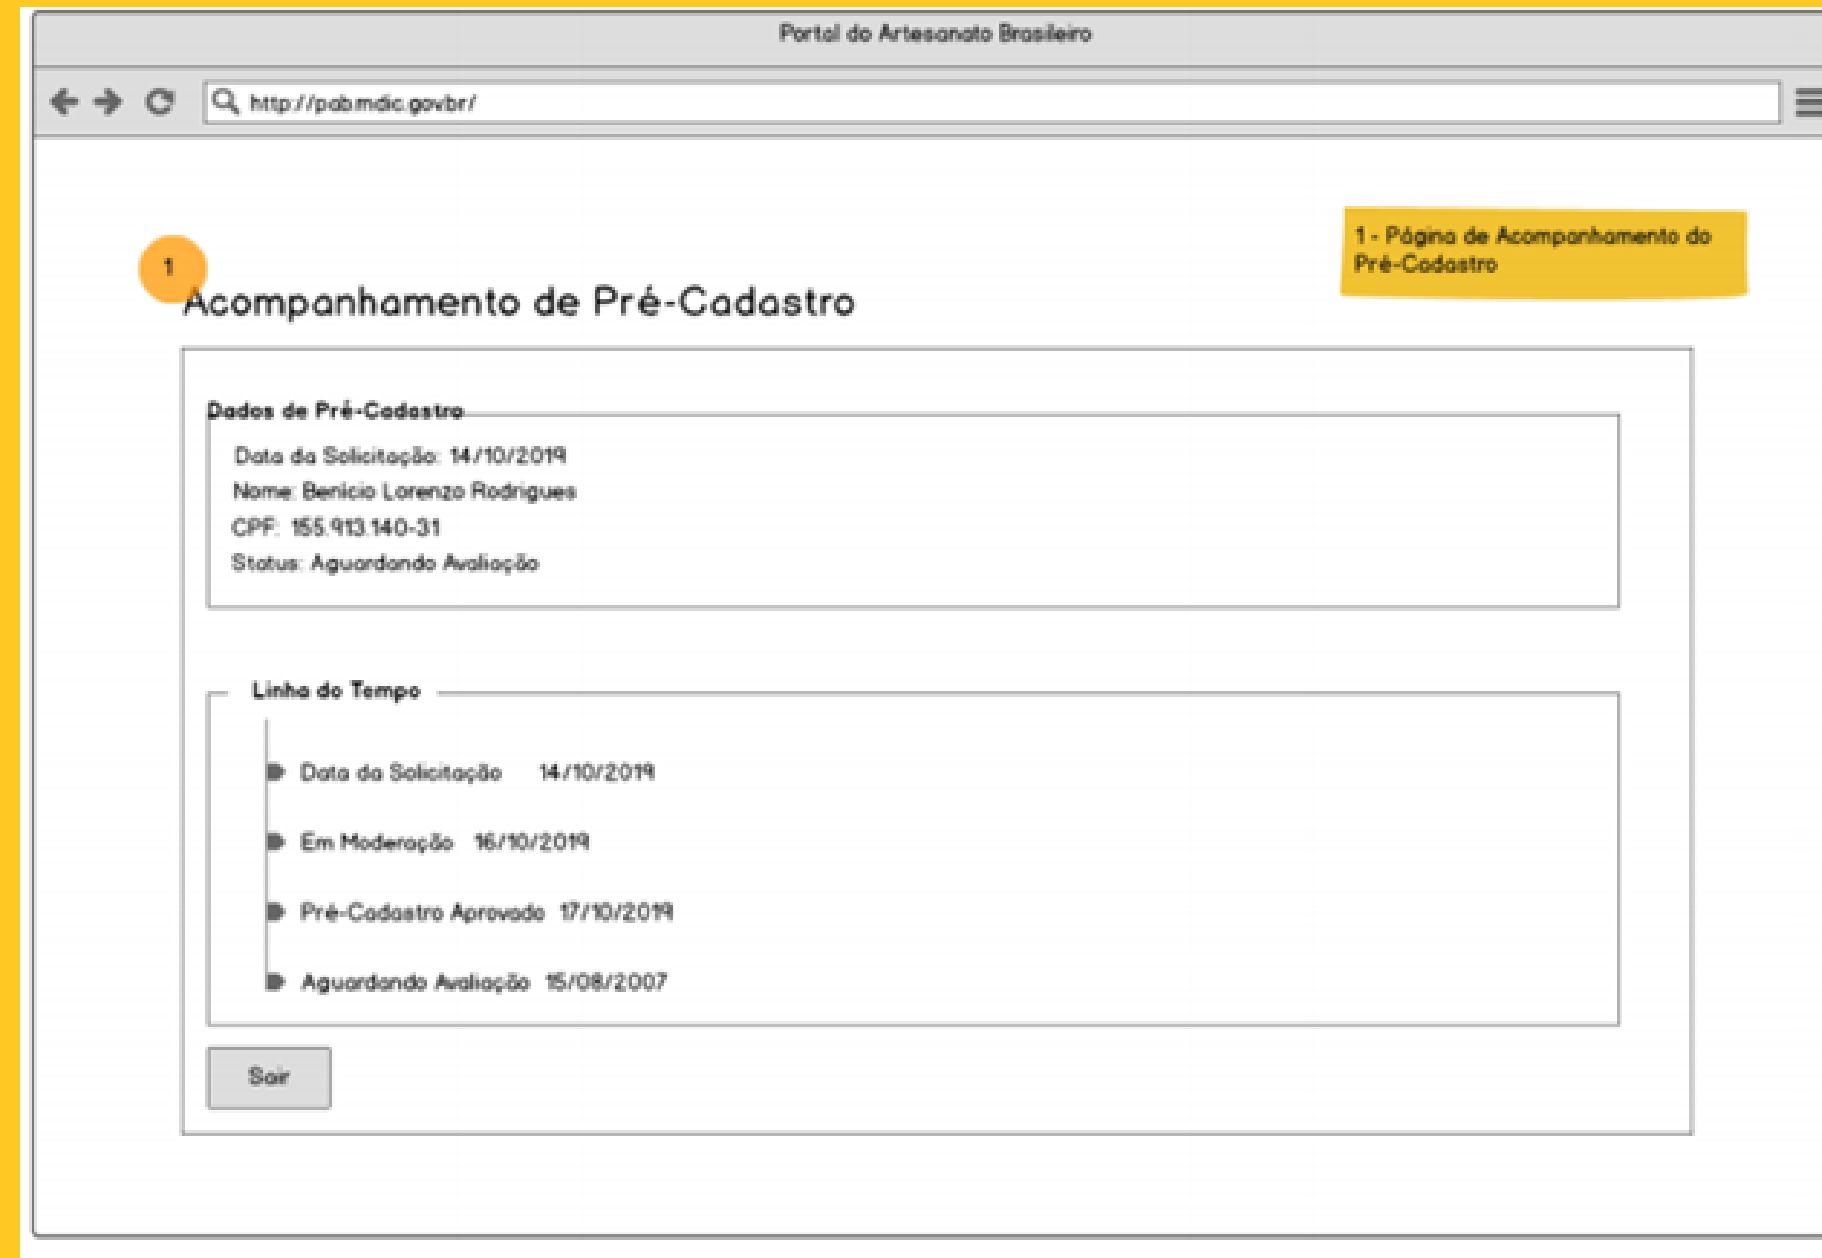 Portal do Artesanato Brasileiro
http://pab.mdic.gov.br/
1 - Página de Acompanhamento do
Pré-Cadastro
1
Acompanhamento de Pré-Cadastro
Dados de Pré-Cadastro
Data da Solicitação: 14/10/2019
Nome: Benício Lorenzo Rodrigues
CPF: 155.913.140-31
Status: Aguardando Avaliação
Linha do Tempo
Data da Solicitação 14/10/2019
Em Moderação 16/10/2019
Pré-Cadastro Aprovado 17/10/2019
Aguardando Avaliação 15/08/2007
Sair